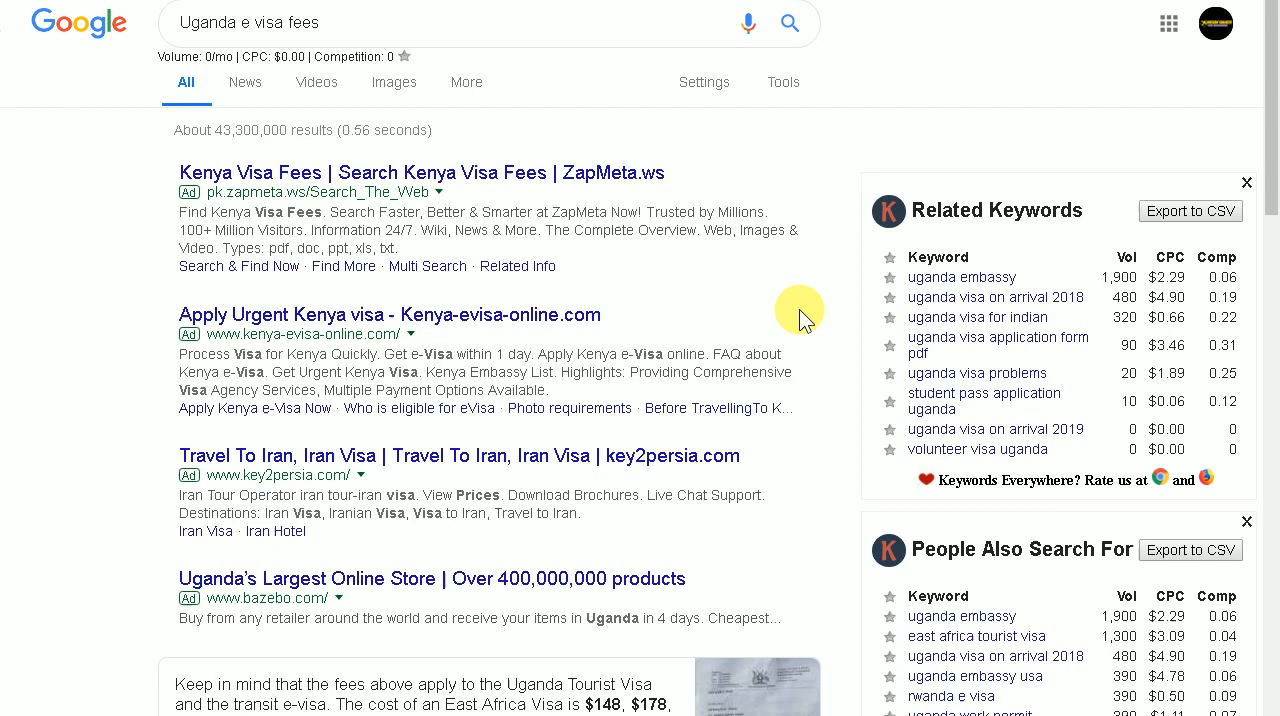 Google
Uganda e visa fees
Volume: 0/mo | CPC: $0.00 | Competition: 0
All News Videos Images More Settings Tools
About 43,300,000 results (0.56 seconds)
Kenya Visa Fees | Search Kenya Visa Fees | ZapMeta.ws
Ad pk.zapmeta.ws/Search_The_Web
Find Kenya Visa Fees. Search Faster, Better & Smarter at ZapMeta Now! Trusted by Millions.
100+ Million Visitors. Information 24/7. Wiki, News & More. The Complete Overview. Web, Images &
Video. Types: pdf, doc, ppt, xls, txt.
Search & Find Now · Find More · Multi Search · Related Info
Apply Urgent Kenya visa - Kenya-evisa-online.com
Ad www.kenya-evisa-online.com/
Process Visa for Kenya Quickly. Get e-Visa within 1 day. Apply Kenya e-Visa online. FAQ about
Kenya e-Visa. Get Urgent Kenya Visa. Kenya Embassy List. Highlights: Providing Comprehensive
Visa Agency Services, Multiple Payment Options Available.
Apply Kenya e-Visa Now · Who is eligible for eVisa · Photo requirements · Before TravellingTo K...
Travel To Iran, Iran Visa | Travel To Iran, Iran Visa | key2persia.com
Ad www.key2persia.com/
Iran Tour Operator iran tour-iran visa. View Prices. Download Brochures. Live Chat Support.
Destinations: Iran Visa, Iranian Visa, Visa to Iran, Travel to Iran.
Iran Visa · Iran Hotel
Uganda's Largest Online Store | Over 400,000,000 products
Ad www.bazebo.com/
Buy from any retailer around the world and receive your items in Uganda in 4 days. Cheapest...
Keep in mind that the fees above apply to the Uganda Tourist Visa
and the transit e-visa. The cost of an East Africa Visa is $148, $178,
X
K Related Keywords Export to CSV
Keyword Vol CPC Comp
uganda embassy 1,900 $2.29 0.06
uganda visa on arrival 2018 480 $4.90 0.19
uganda visa for indian 320 $0.66 0.22
uganda visa application form
pdf 90 $3.46 0.31
uganda visa problems 20 $1.89 0.25
student pass application
uganda 10 $0.06 0.12
uganda visa on arrival 2019 0 $0.00 0
volunteer visa uganda 0 $0.00 0
Keywords Everywhere? Rate us at and
X
K People Also Search For Export to CSV
Keyword Vol CPC Comp
uganda embassy 1,900 $2.29 0.06
east africa tourist visa 1,300 $3.09 0.04
uganda visa on arrival 2018 480 $4.90 0.19
uganda embassy usa 390 $4.78 0.06
rwanda e visa 390 $0.50 0.09
uganda work permit 390